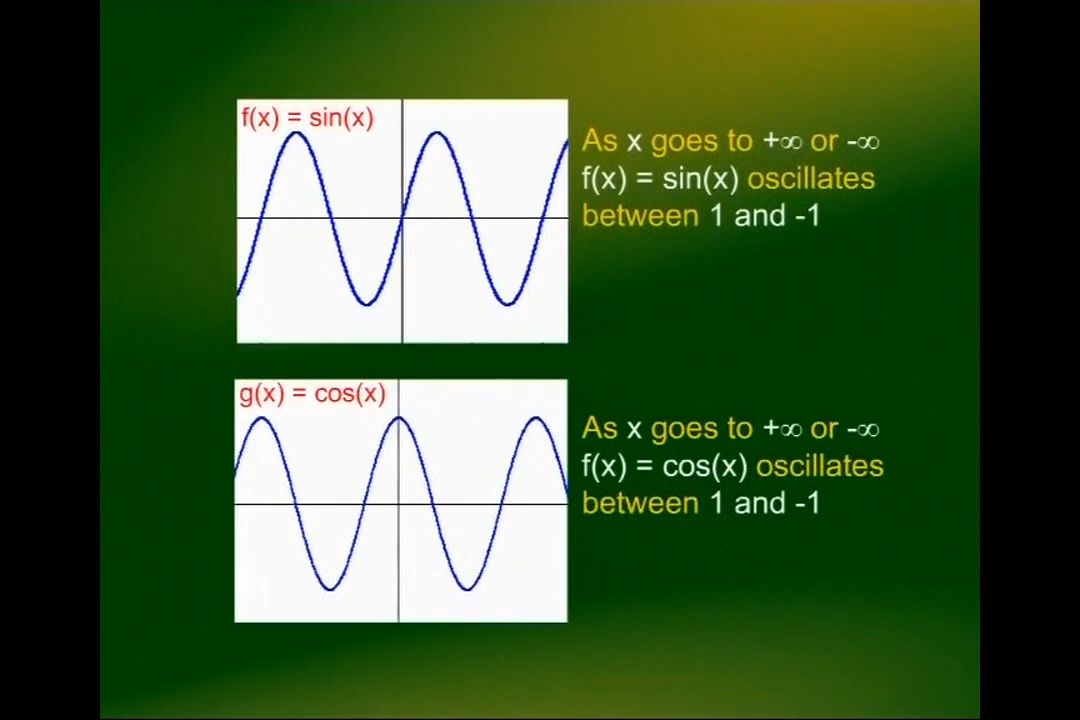 f(x) = sin(x)
As x goes to +∞ or -∞
f(x) = sin(x) oscillates
between 1 and -1
g(x) = cos(x)
As x goes to +∞ or -∞
f(x) = cos(x) oscillates
between 1 and -1